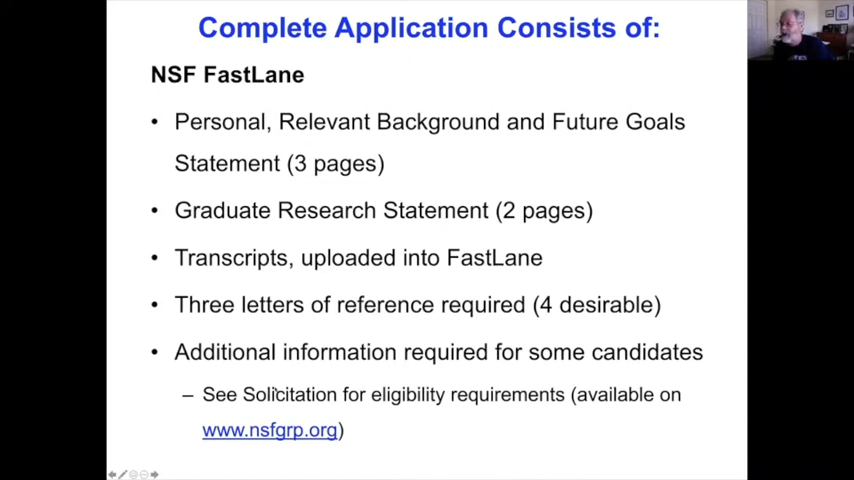 Complete Application Consists of:
NSF FastLane
• Personal, Relevant Background and Future Goals
Statement (3 pages)
• Graduate Research Statement (2 pages)
• Transcripts, uploaded into FastLane
• Three letters of reference required (4 desirable)
• Additional information required for some candidates
– See Solicitation for eligibility requirements (available on
www.nsfgrp.org)